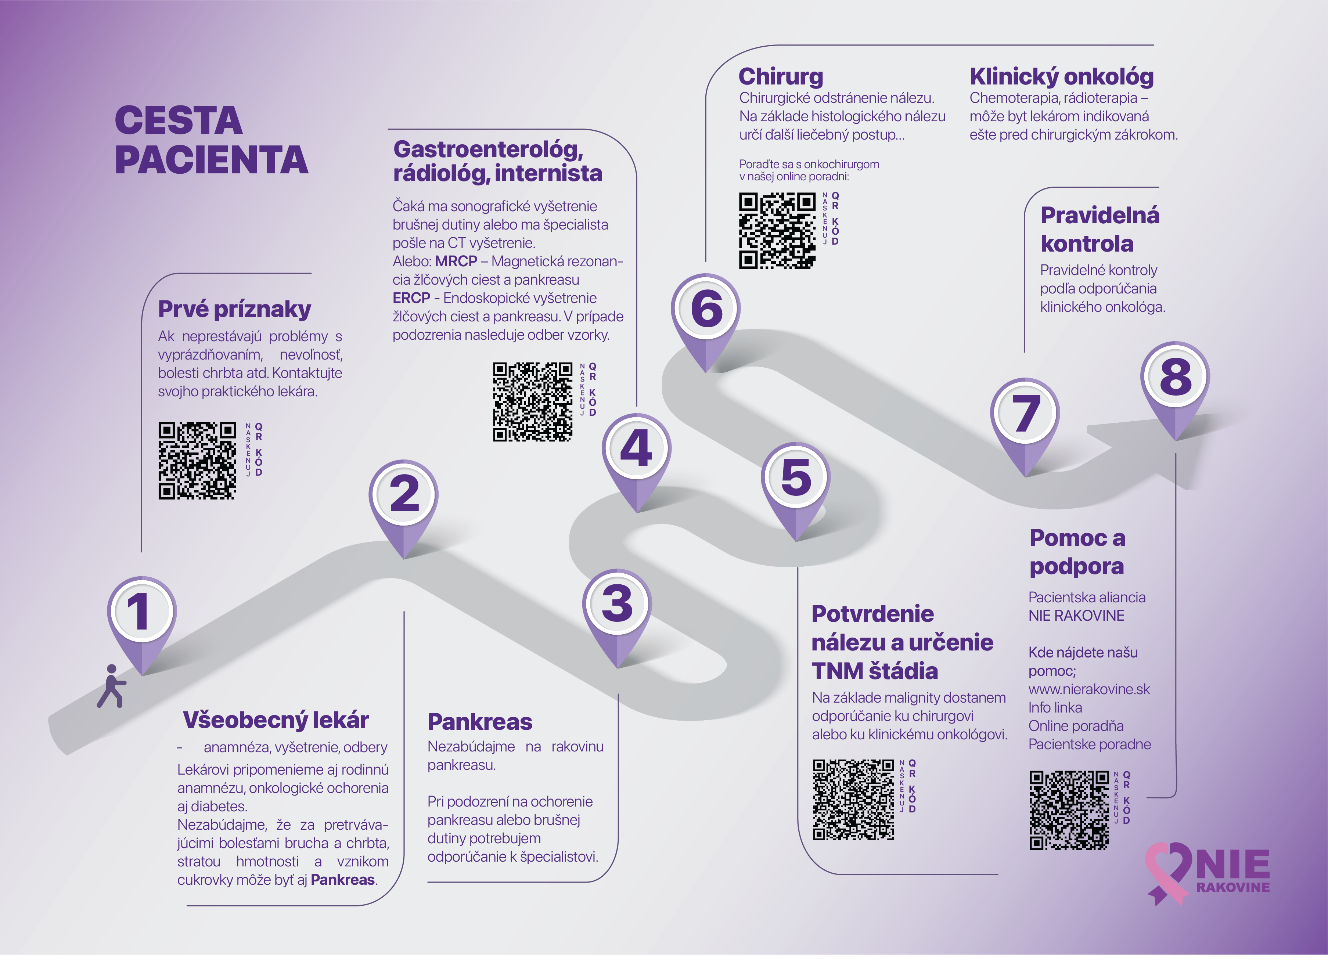 CESTA
PACIENTA
1
Prvé príznaky
Ak neprestávajú problémy s
vyprázdňovaním, nevoľnosť,
bolesti chrbta atd. Kontaktujte
svojho praktického lekára.
NASKENUJ
QR KÓD
2
Všeobecný lekár
- anamnéza, vyšetrenie, odbery
Lekárovi pripomenieme aj rodinnú
anamnézu, onkologické ochorenia
aj diabetes.
Nezabúdajme, že za pretrváva-
júcimi bolesťami brucha a chrbta,
stratou hmotnosti a vznikom
cukrovky môže byť aj Pankreas.
3
Pankreas
Nezabúdajme na rakovinu
pankreasu.
Pri podozrení na ochorenie
pankreasu alebo brušnej
dutiny potrebujem
odporúčanie k špecialistovi.
4
Gastroenterológ,
rádiológ, internista
Čaká ma sonografické vyšetrenie
brušnej dutiny alebo ma špecialista
pošle na CT vyšetrenie.
Alebo: MRCP – Magnetická rezonan-
cia žlčových ciest a pankreasu
ERCP - Endoskopické vyšetrenie
žlčových ciest a pankreasu. V prípade
podozrenia nasleduje odber vzorky.
NASKENUJ
QR KÓD
5
Potvrdenie
nálezu a určenie
TNM štádia
Na základe malignity dostanem
odporúčanie ku chirurgovi
alebo ku klinickému onkológovi.
NASKENUJ
QR KÓD
6
Chirurg
Chirurgické odstránenie nálezu.
Na základe histologického nálezu
určí ďalší liečebný postup...
Poraďte sa s onkochirurgom
v našej online poradni:
NASKENUJ
QR KÓD
Klinický onkológ
Chemoterapia, rádioterapia –
môže byt lekárom indikovaná
ešte pred chirurgickým zákrokom.
7
Pravidelná
kontrola
Pravidelné kontroly
podľa odporúčania
klinického onkológa.
8
Pomoc a
podpora
Pacientska aliancia
NIE RAKOVINE
Kde nájdete našu
pomoc;
www.nierakovine.sk
Info linka
Online poradňa
Pacientske poradne
NASKENUJ
QR KÓD
NIE
RAKOVINE